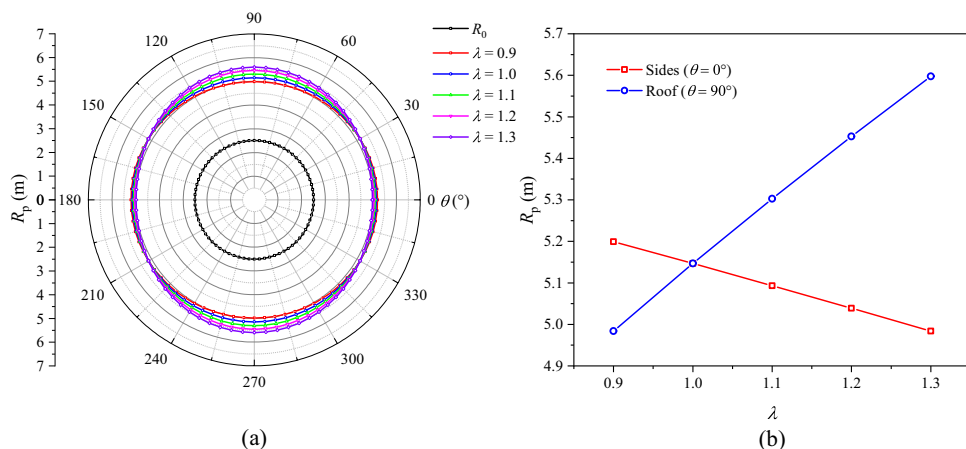 90
120
60
150
30
180
0 θ (°)
210
330
240
300
270
7
6
5
4
3
2
1
0
1
2
3
4
5
6
7
R_p (m)
R_0
λ = 0.9
λ = 1.0
λ = 1.1
λ = 1.2
λ = 1.3
(a)
5.7
5.6
5.5
5.4
5.3
5.2
5.1
5.0
4.9
R_p (m)
Sides (θ = 0°)
Roof (θ = 90°)
0.9 1.0 1.1 1.2 1.3
λ
(b)